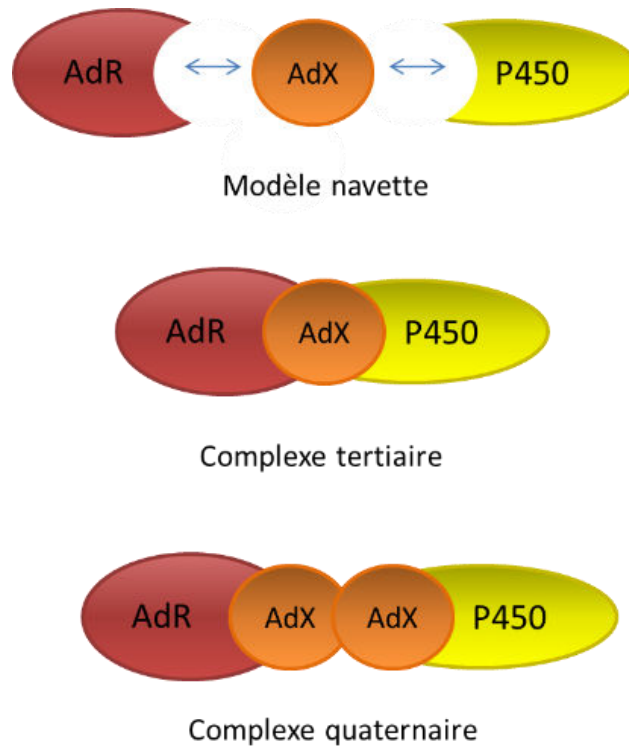 AdR AdX P450
Modèle navette
AdR AdX P450
Complexe tertiaire
AdR AdX AdX P450
Complexe quaternaire